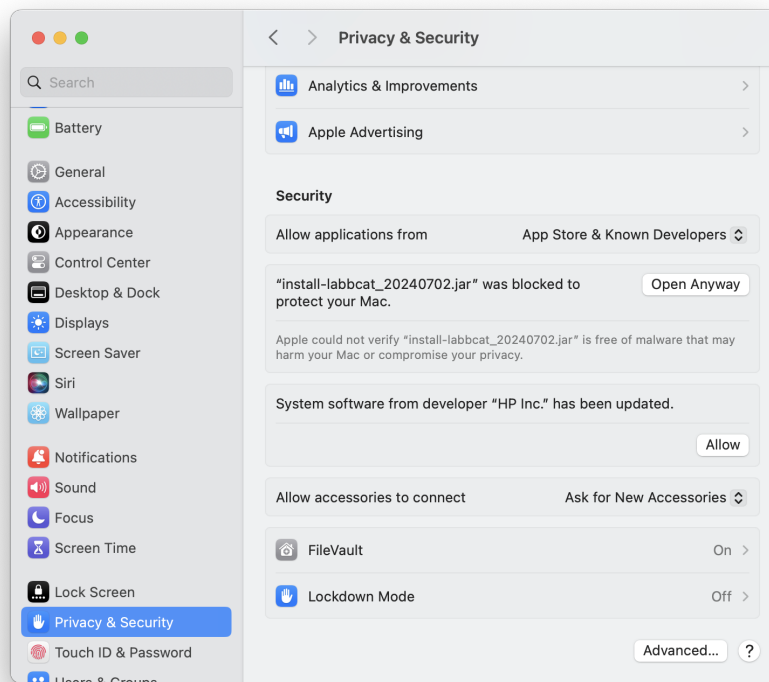 Privacy & Security
Search
Battery
General
Accessibility
Appearance
Control Center
Desktop & Dock
Displays
Screen Saver
Siri
Wallpaper
Notifications
Sound
Focus
Screen Time
Lock Screen
Privacy & Security
Touch ID & Password
Users & Groups
Analytics & Improvements
Apple Advertising
Security
Allow applications from App Store & Known Developers
“install-labbcat_20240702.jar” was blocked to
protect your Mac.
Open Anyway
Apple could not verify “install-labbcat_20240702.jar” is free of malware that may
harm your Mac or compromise your privacy.
System software from developer “HP Inc.” has been updated.
Allow
Allow accessories to connect Ask for New Accessories
FileVault On
Lockdown Mode Off
Advanced... ?